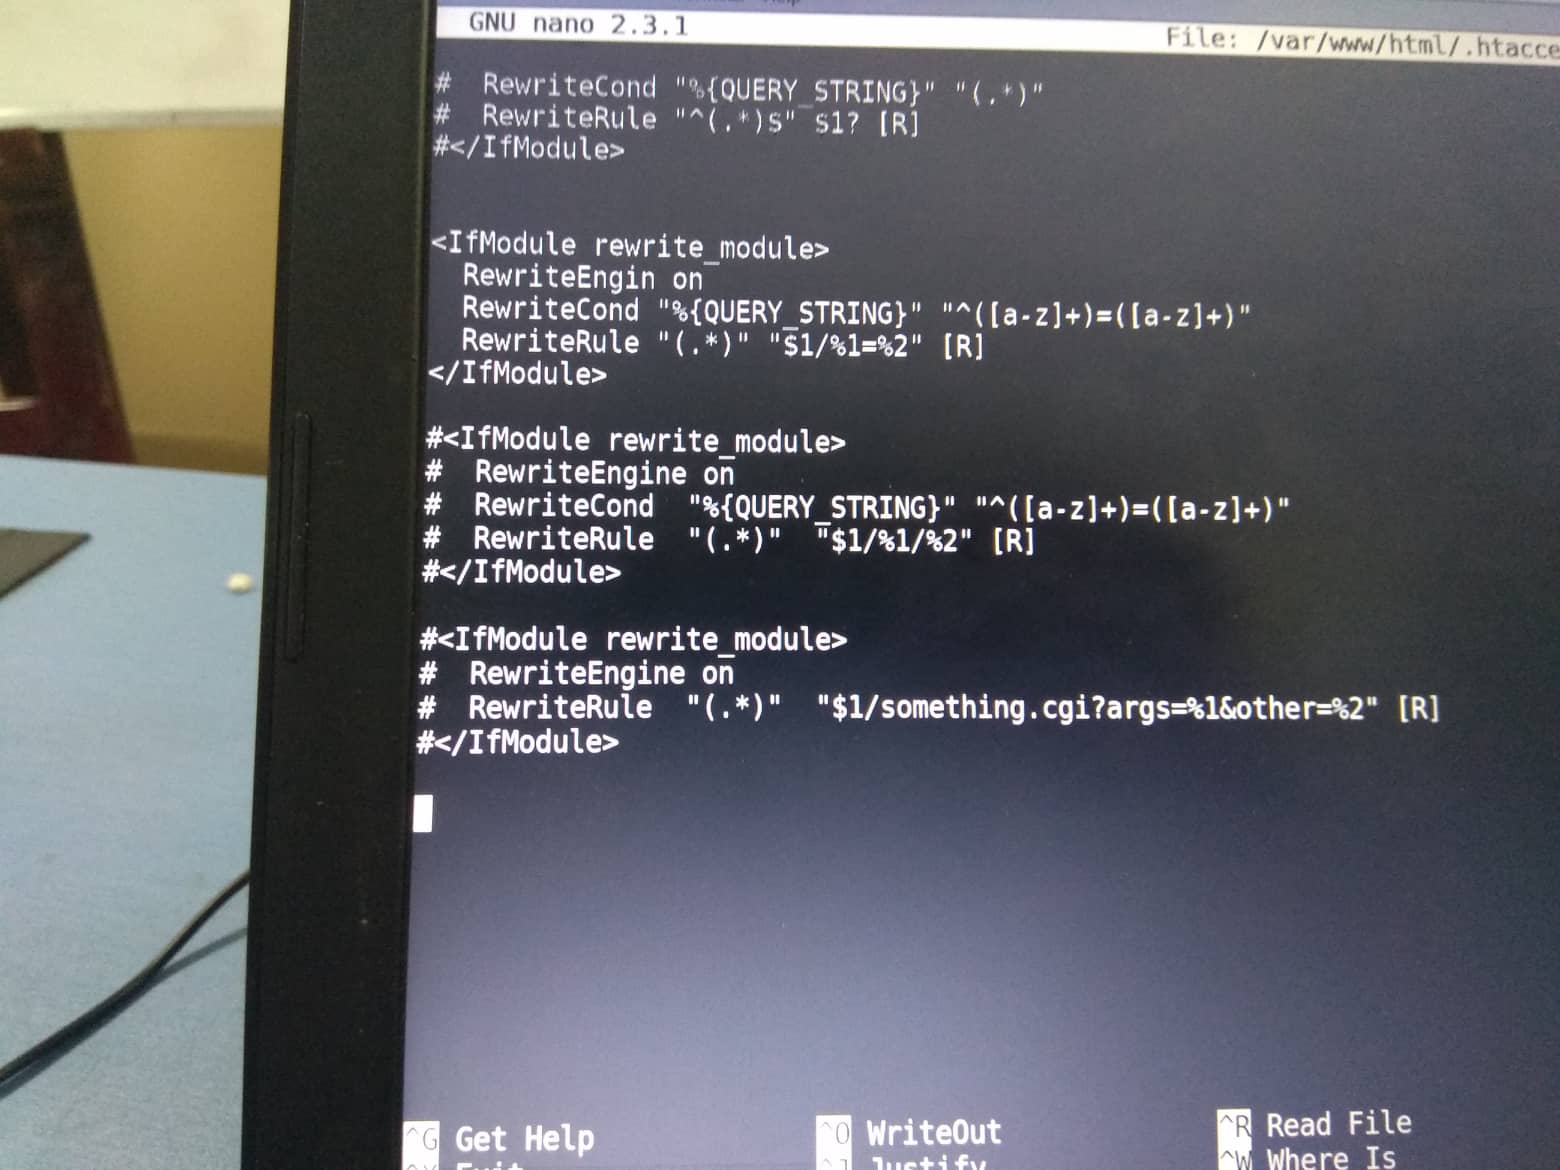 GNU nano 2.3.1 File: /var/www/html/.htacce
# RewriteCond "%{QUERY_STRING}" "(.*)"
# RewriteRule "^(.*)$" $1? [R]
#</IfModule>
<IfModule rewrite_module>
RewriteEngin on
RewriteCond "%{QUERY_STRING}" "^([a-z]+)=([a-z]+)"
RewriteRule "(.*)" "$1/%1=%2" [R]
</IfModule>
#<IfModule rewrite_module>
# RewriteEngine on
# RewriteCond "%{QUERY_STRING}" "^([a-z]+)=([a-z]+)"
# RewriteRule "(.*)" "$1/%1/%2" [R]
#</IfModule>
#<IfModule rewrite_module>
# RewriteEngine on
# RewriteRule "(.*)" "$1/something.cgi?args=%1&other=%2" [R]
#</IfModule>
^G Get Help ^O WriteOut ^R Read File
^X Exit ^J Justify ^W Where Is